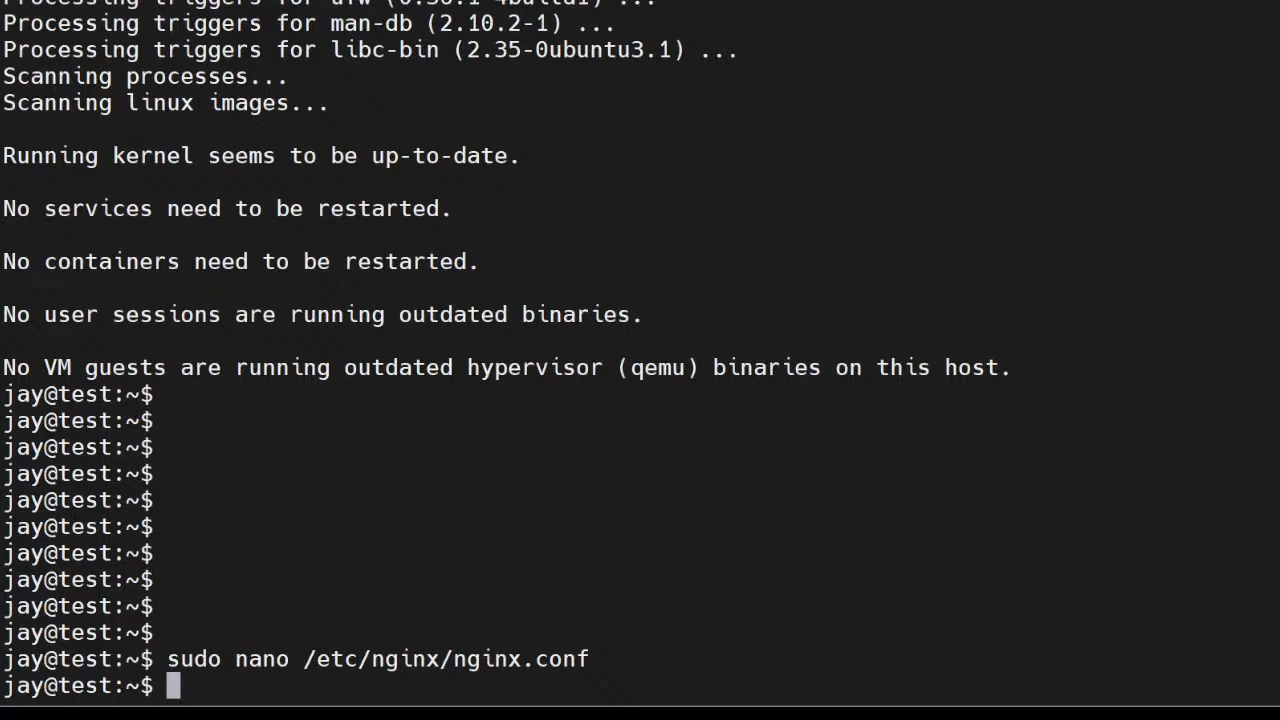 Processing triggers for ufw (0.36.1-4build1) ...
Processing triggers for man-db (2.10.2-1) ...
Processing triggers for libc-bin (2.35-0ubuntu3.1) ...
Scanning processes...
Scanning linux images...
Running kernel seems to be up-to-date.
No services need to be restarted.
No containers need to be restarted.
No user sessions are running outdated binaries.
No VM guests are running outdated hypervisor (qemu) binaries on this host.
jay@test:~$
jay@test:~$
jay@test:~$
jay@test:~$
jay@test:~$
jay@test:~$
jay@test:~$
jay@test:~$
jay@test:~$
jay@test:~$
jay@test:~$ sudo nano /etc/nginx/nginx.conf
jay@test:~$